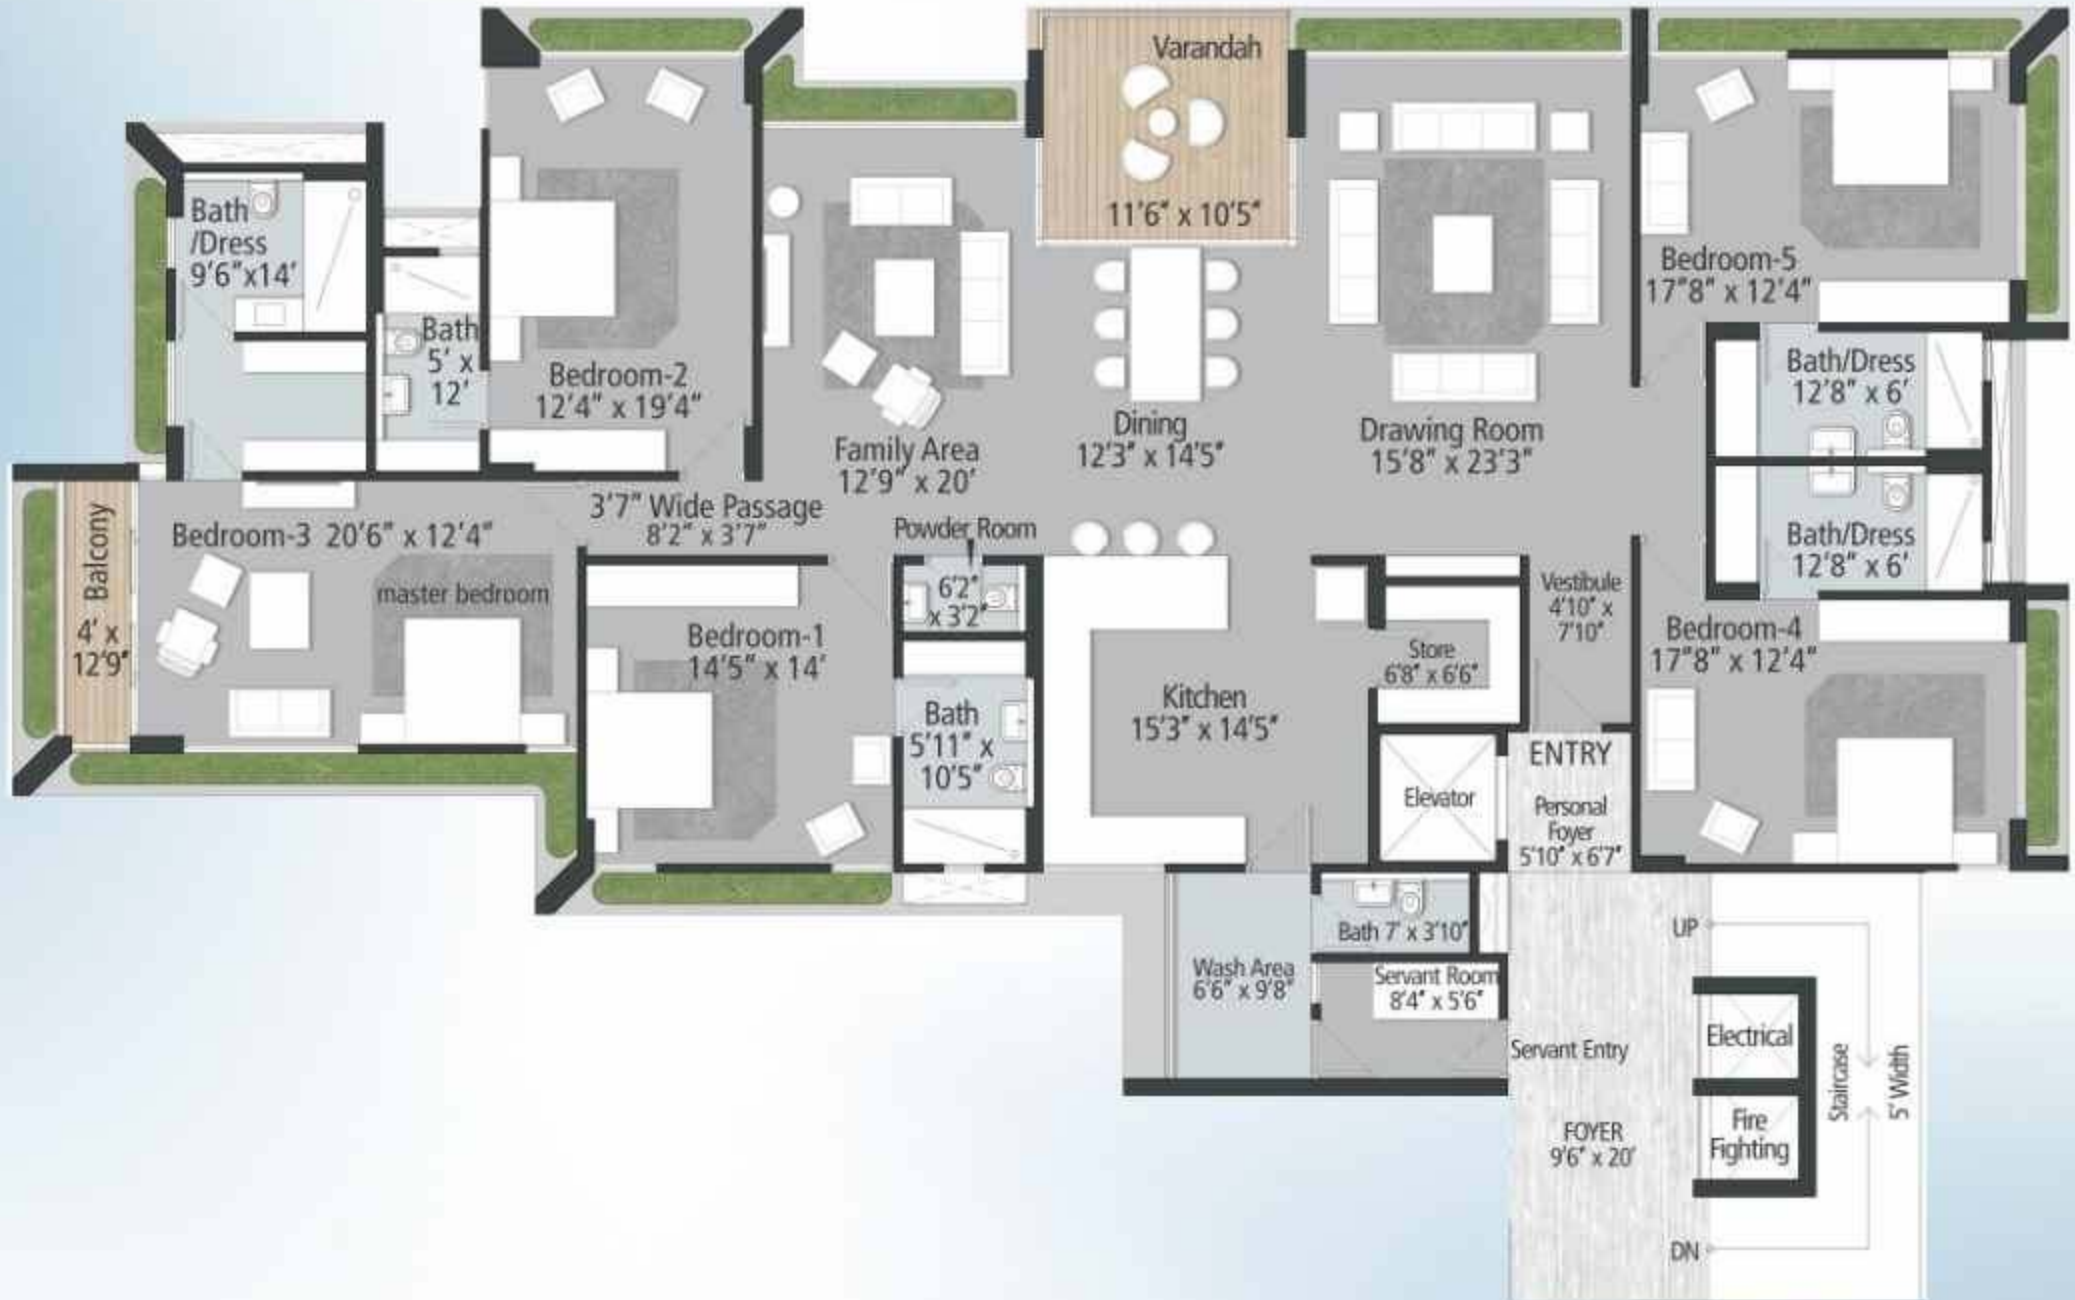 Varandah
11'6" x 10'5"
Bath
/Dress
9'6"x14'
Bath
5' x
12'
Bedroom-2
12'4" x 19'4"
Family Area
12'9" x 20'
Dining
12'3" x 14'5"
Drawing Room
15'8" x 23'3"
Bedroom-5
17"8" x 12'4"
Bath/Dress
12'8" x 6'
Bath/Dress
12'8" x 6'
Balcony
4' x
12'9"
Bedroom-3 20'6" x 12'4"
master bedroom
3'7" Wide Passage
8'2" x 3'7"
Powder Room
6'2"
x 3'2"
Bedroom-1
14'5" x 14'
Bath
5'11" x
10'5"
Kitchen
15'3" x 14'5"
Store
6'8" x 6'6"
Vestibule
4'10" x
7'10"
Bedroom-4
17"8" x 12'4"
Elevator
ENTRY
Personal
Foyer
5'10" x 6'7"
Bath 7' x 3'10"
Wash Area
6'6" x 9'8"
Servant Room
8'4" x 5'6"
Servant Entry
UP
Electrical
Fire
Fighting
Staircase
5' Width
FOYER
9'6" x 20'
DN